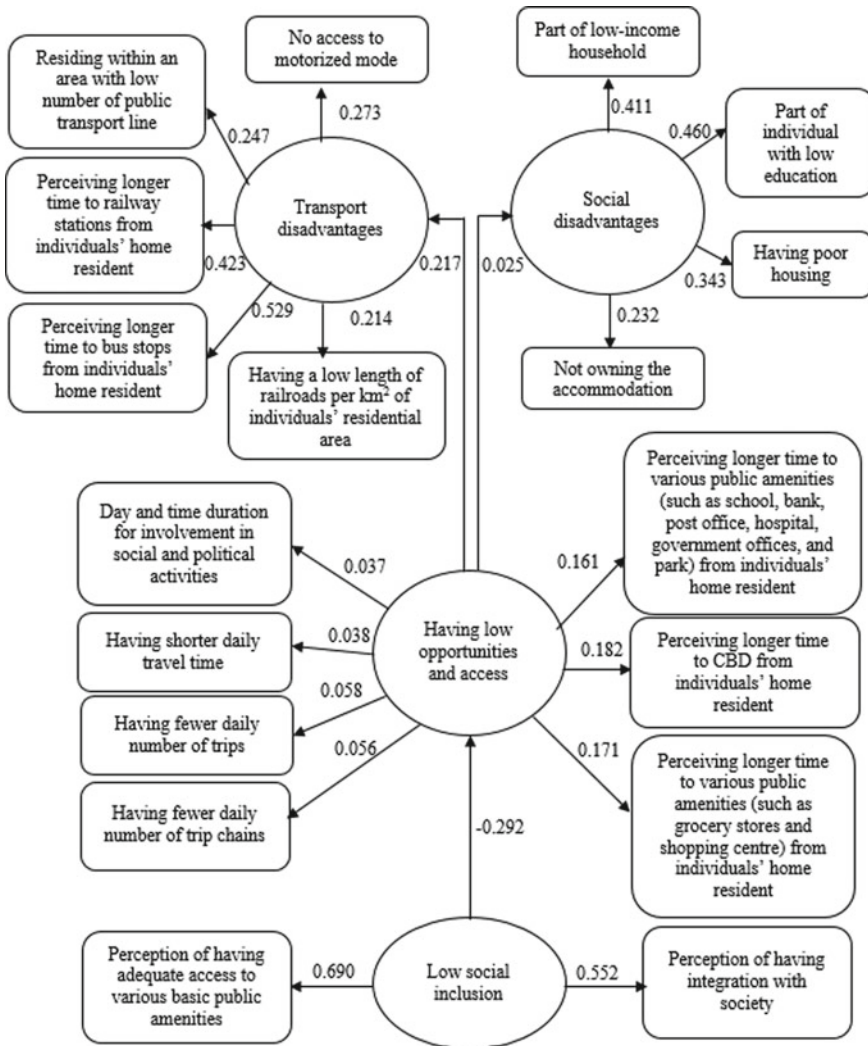 No access to
motorized mode
Part of low-income
household
Residing within an
area with low
number of public
transport line
0.273
0.411
0.247
0.460
Part of
individual
with low
education
Perceiving longer
time to railway
stations from
individuals' home
resident
Transport
disadvantages
Social
disadvantages
0.423
0.217
0.025
0.343
Having poor
housing
0.529
0.214
0.232
Perceiving longer
time to bus stops
from individuals'
home resident
Having a low length of
railroads per km² of
individuals' residential
area
Not owning the
accommodation
Day and time duration
for involvement in
social and political
activities
0.037
Perceiving longer time to
various public amenities
(such as school, bank,
post office, hospital,
government offices, and
park) from individuals'
home resident
0.161
Having shorter daily
travel time
0.038
Having low
opportunities
and access
0.182
Perceiving longer time
to CBD from
individuals' home
resident
Having fewer daily
number of trips
0.058
0.056
0.171
Having fewer daily
number of trip chains
Perceiving longer time
to various public
amenities (such as
grocery stores and
shopping centre) from
individuals' home
resident
-0.292
Perception of having
adequate access to
various basic public
amenities
0.690
Low social
inclusion
0.552
Perception of having
integration with
society